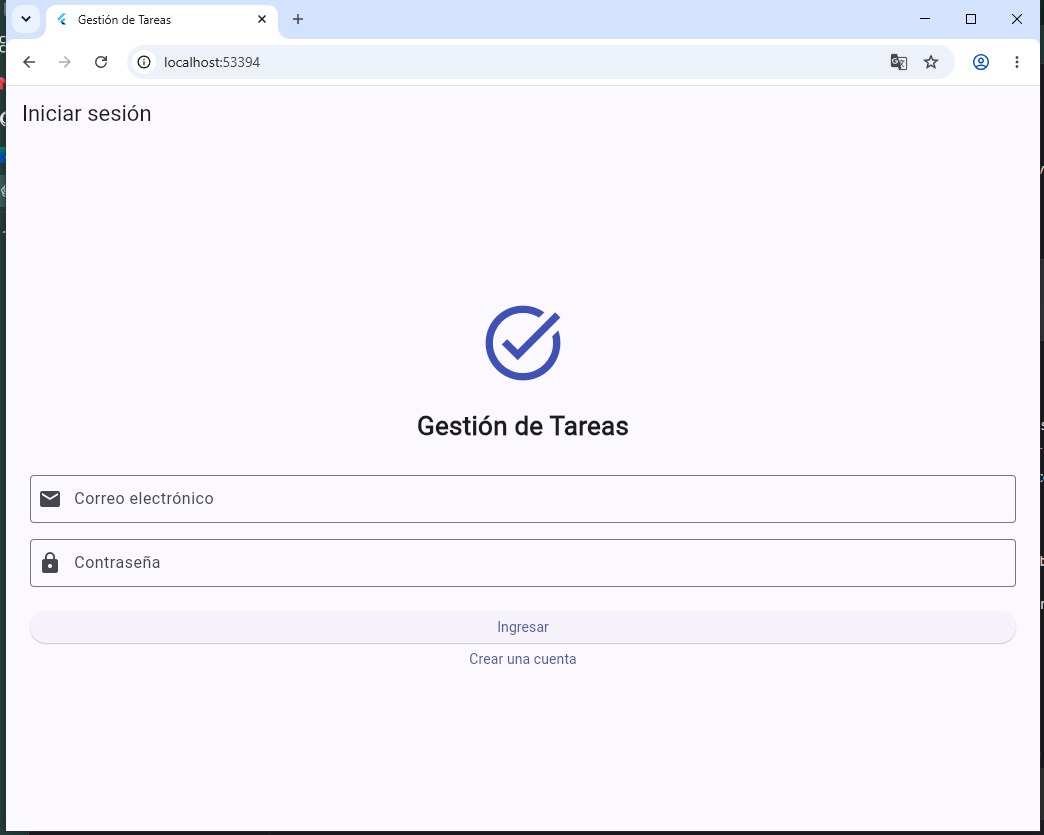 Gestión de Tareas
localhost:53394
Iniciar sesión
Gestión de Tareas
Correo electrónico
Contraseña
Ingresar
Crear una cuenta